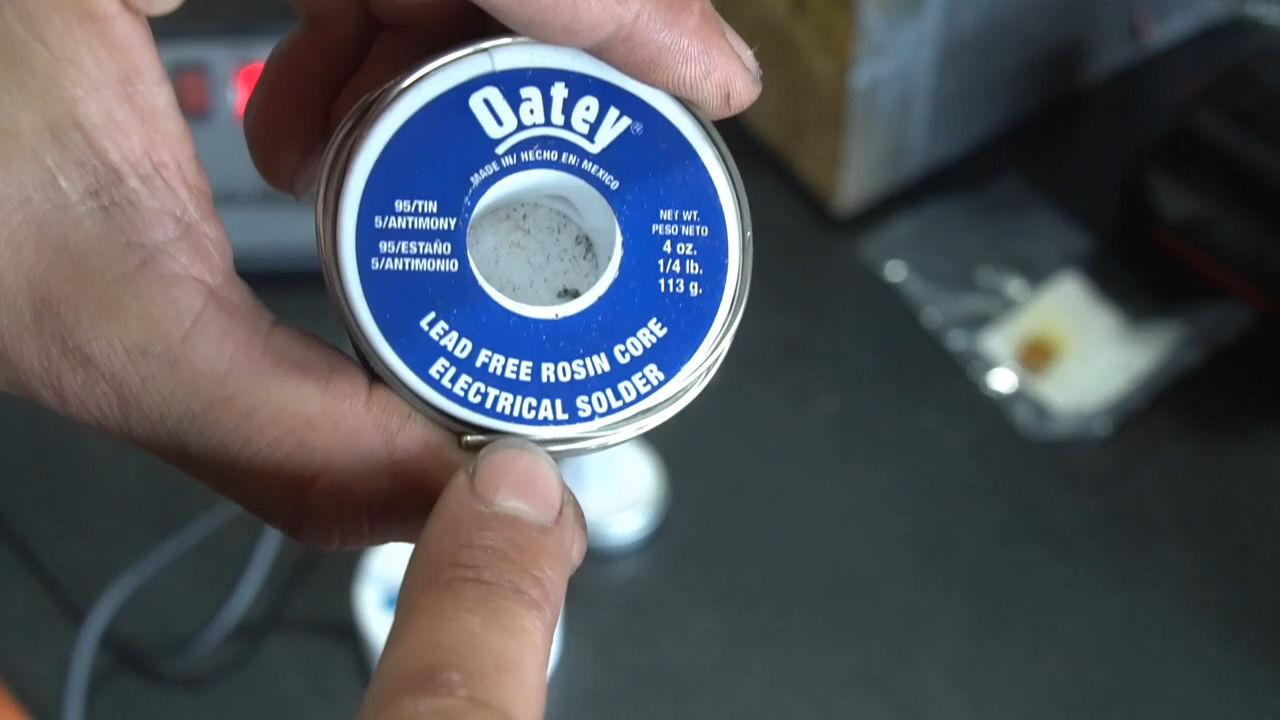 Oatey®
MADE IN/ HECHO EN: MEXICO
95/TIN
5/ANTIMONY
95/ESTAÑO
5/ANTIMONIO
NET WT.
PESO NETO
4 oz.
1/4 lb.
113 g.
LEAD FREE ROSIN CORE
ELECTRICAL SOLDER